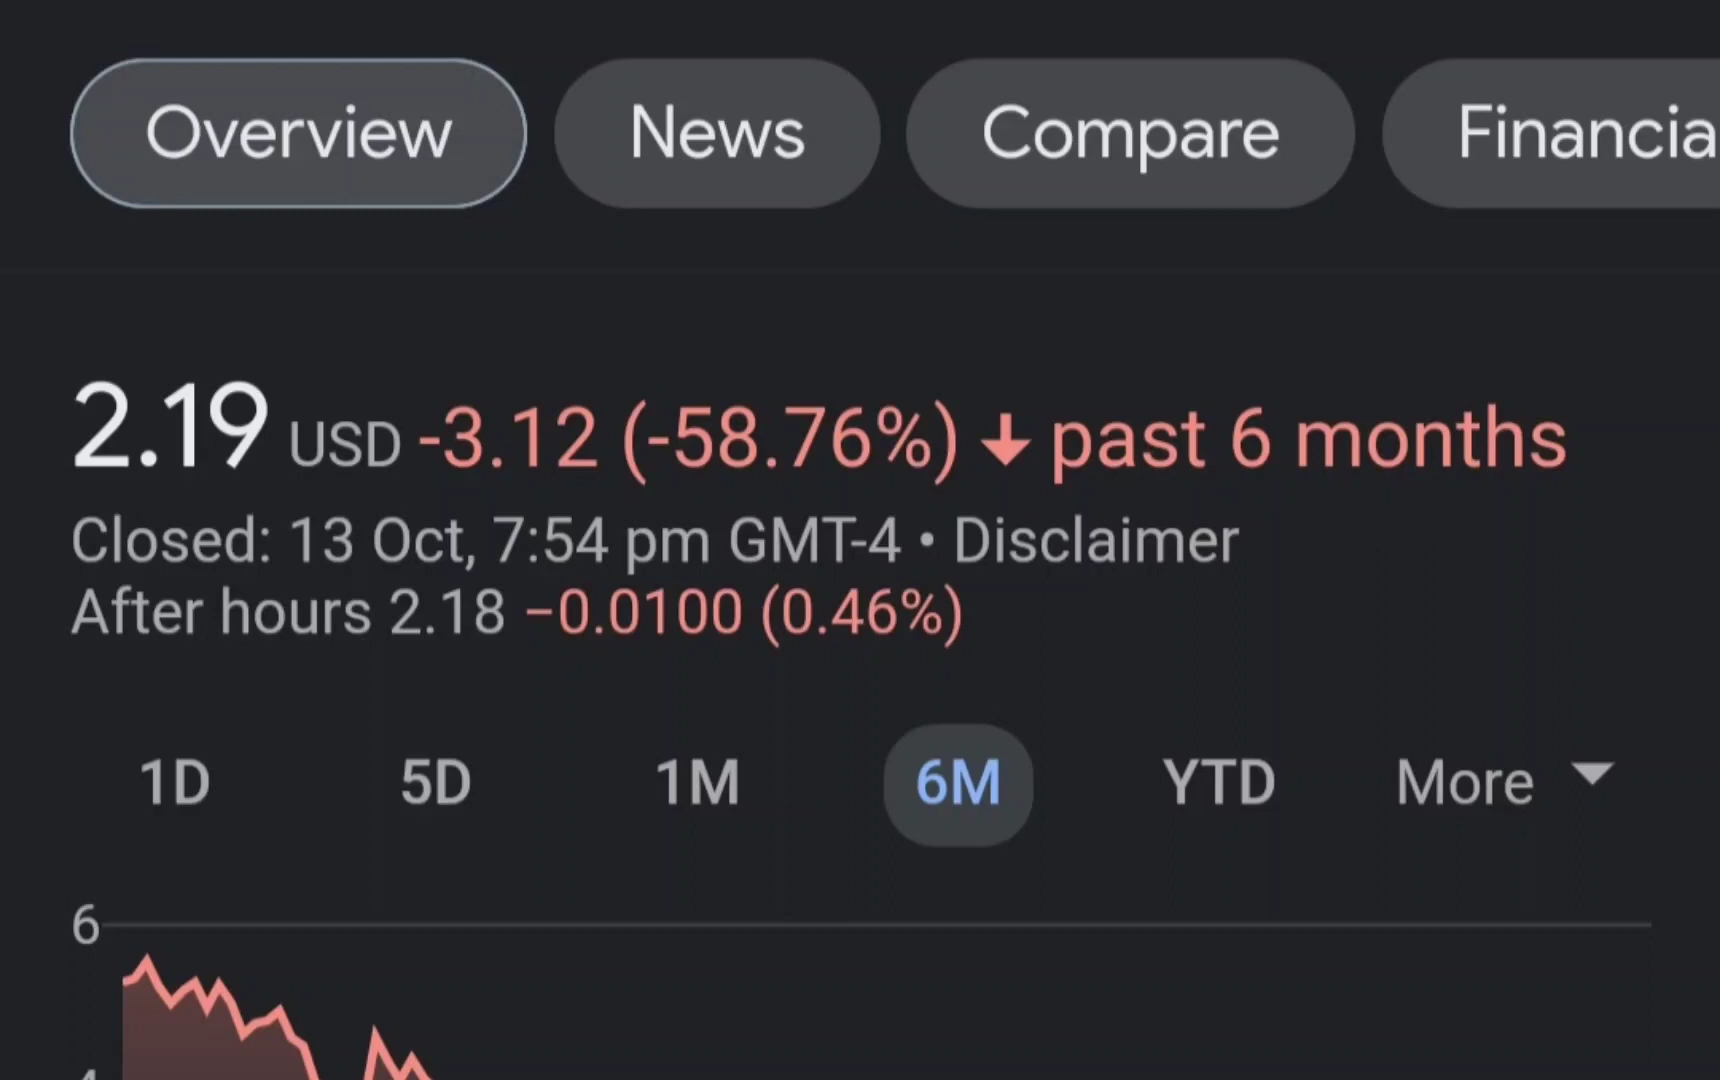 Overview News Compare Financia
2.19 USD -3.12 (-58.76%) ↓ past 6 months
Closed: 13 Oct, 7:54 pm GMT-4 • Disclaimer
After hours 2.18 −0.0100 (0.46%)
1D 5D 1M 6M YTD More
6
4